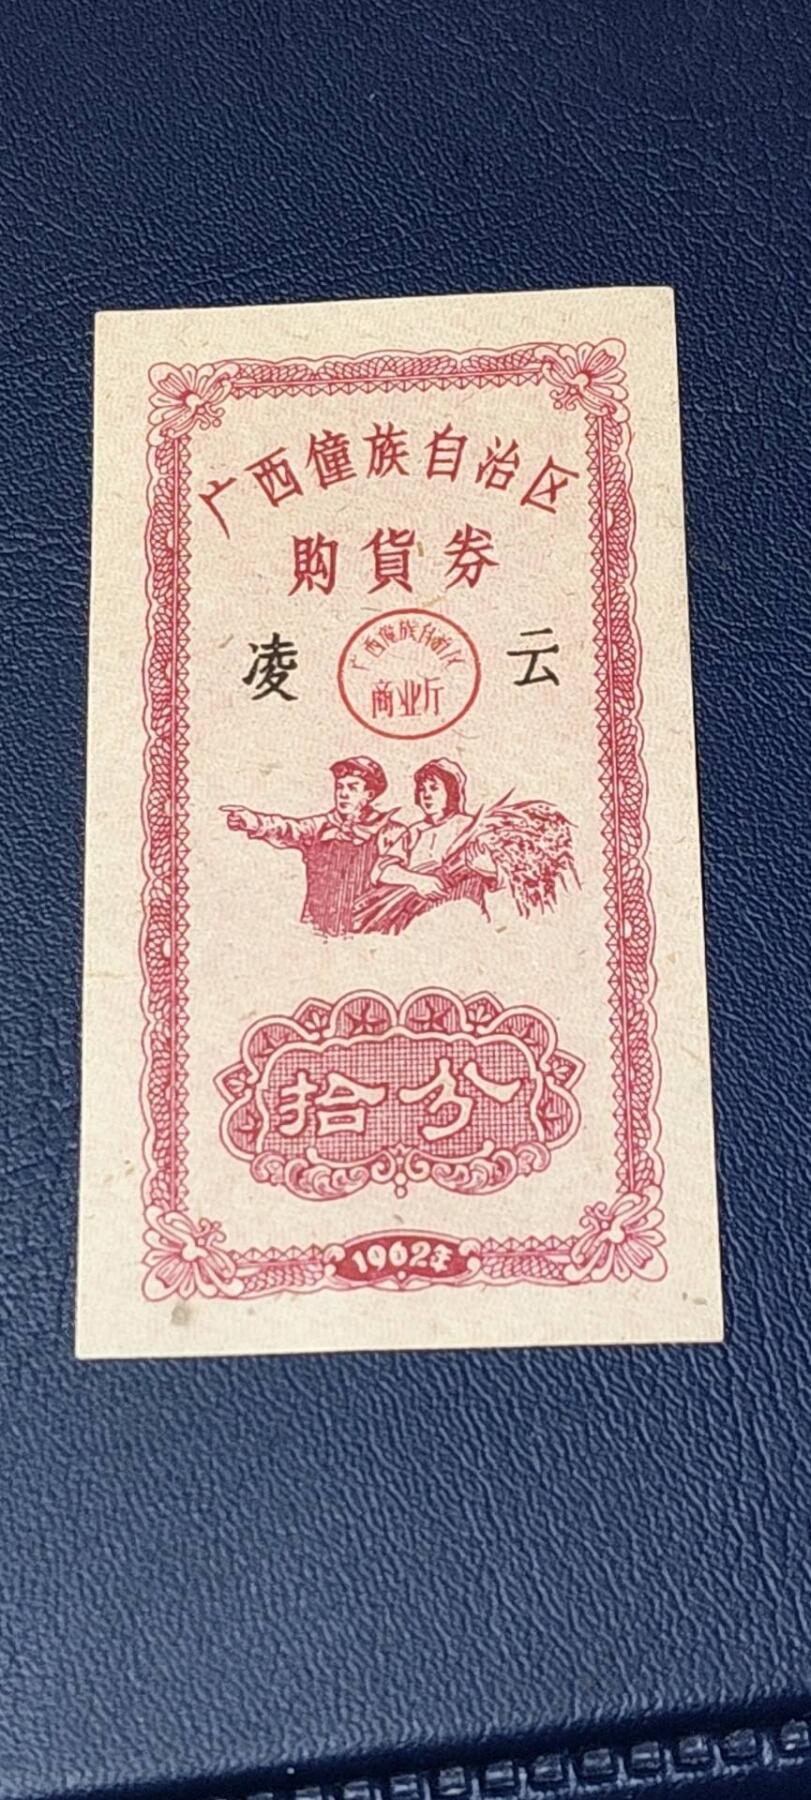 广西僮族自治区
购貨券
凌 云
广西僮族自治区
商业厅
拾分
1962年